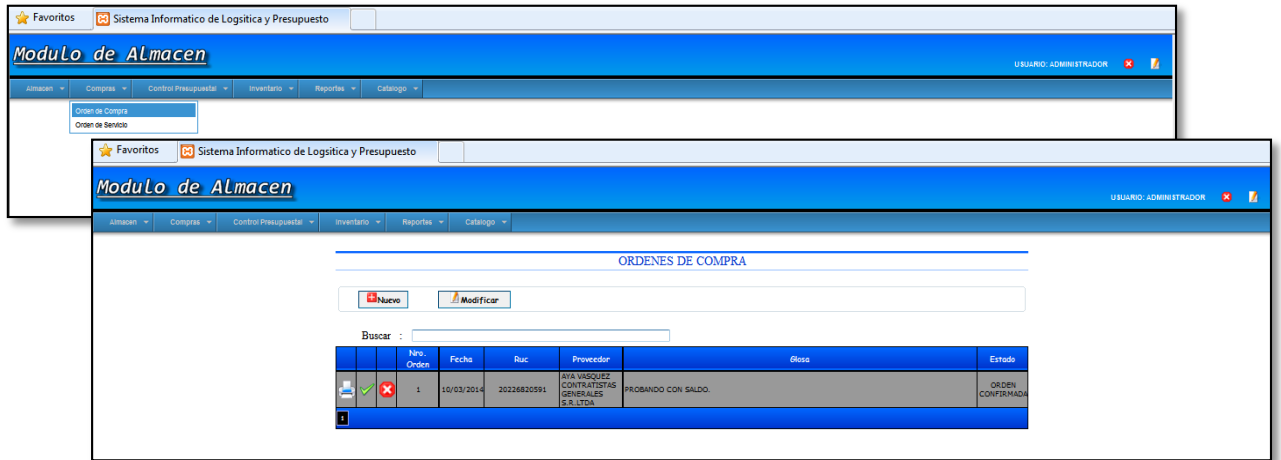 Favoritos Sistema Informatico de Logsitica y Presupuesto
Modulo de Almacen
USUARIO: ADMINISTRADOR
Almacen Compras Control Presupuestal Inventario Reportes Catalogo
Orden de Compra
Orden de Servicio
Favoritos Sistema Informatico de Logsitica y Presupuesto
Modulo de Almacen
USUARIO: ADMINISTRADOR
Almacen Compras Control Presupuestal Inventario Reportes Catalogo
ORDENES DE COMPRA
Nuevo Modificar
Buscar :
Nro. Orden Fecha Ruc Proveedor Glosa Estado
1 10/03/2014 20226820591 AYA VASQUEZ CONTRATISTAS GENERALES S.R.LTDA PROBANDO CON SALDO. ORDEN CONFIRMADA
1